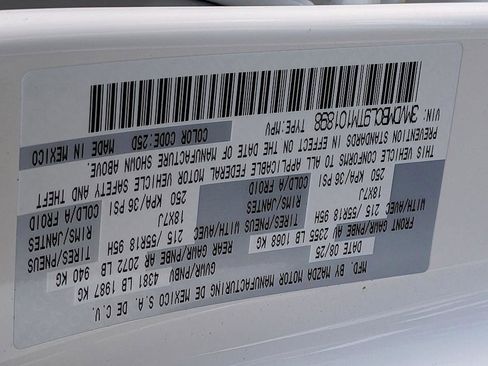 MFD. BY MAZDA MOTOR MANUFACTURING DE MEXICO S.A. DE C.V.
DATE: 08/25 GVWR/PNBV 4381 LB 1987 KG
FRONT GAWR/PNBE AV 2355 LB 1068 KG REAR GAWR/PNBE AR 2072 LB 940 KG
WITH/AVEC TIRES/PNEUS WITH/AVEC TIRES/PNEUS
215 /55R18 95H RIMS/JANTES 215 /55R18 95H RIMS/JANTES
18X7J COLD/A FROID 18X7J COLD/A FROID
250 KPA/36 PSI 250 KPA/36 PSI
THIS VEHICLE CONFORMS TO ALL APPLICABLE FEDERAL MOTOR VEHICLE SAFETY AND THEFT
PREVENTION STANDARDS IN EFFECT ON THE DATE OF MANUFACTURE SHOWN ABOVE.
VIN: 3MVDMBCL9TM101898 TYPE:MPV COLOR CODE:25D MADE IN MEXICO